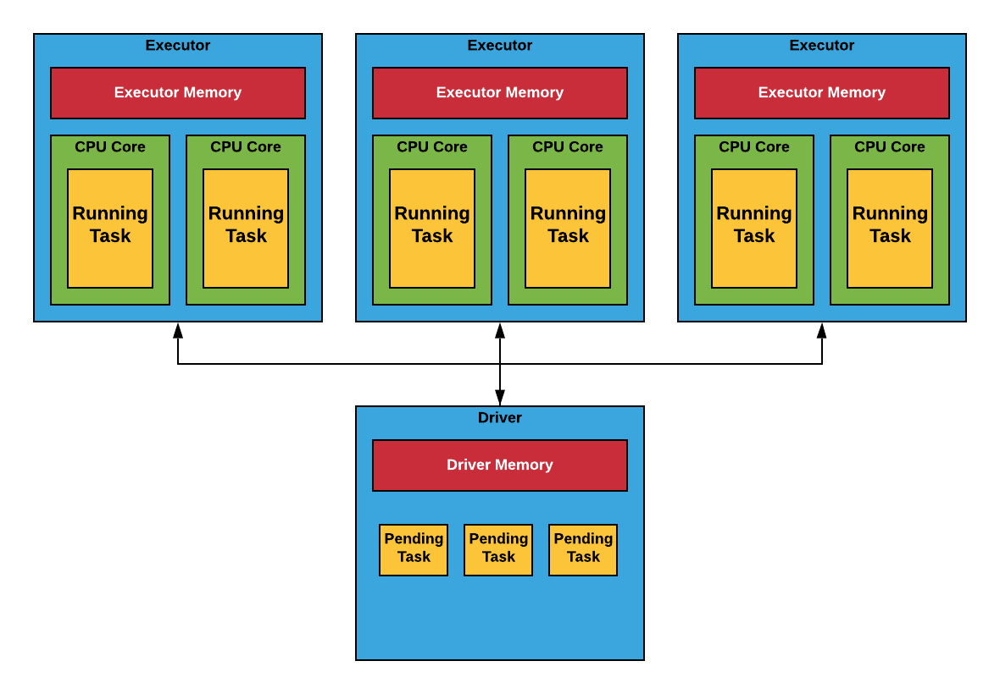 Executor
Executor Memory
CPU Core
Running
Task
CPU Core
Running
Task
Executor
Executor Memory
CPU Core
Running
Task
CPU Core
Running
Task
Executor
Executor Memory
CPU Core
Running
Task
CPU Core
Running
Task
Driver
Driver Memory
Pending
Task
Pending
Task
Pending
Task